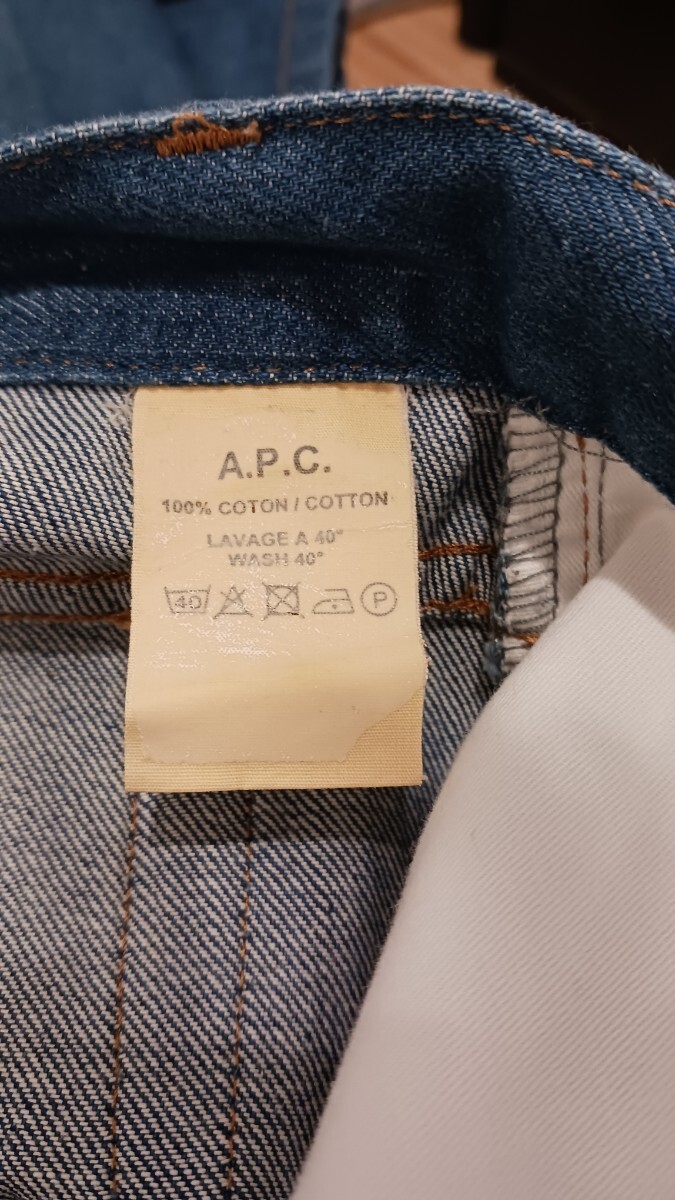 A.P.C.
100% COTON / COTTON
LAVAGE A 40°
WASH 40°
40 P